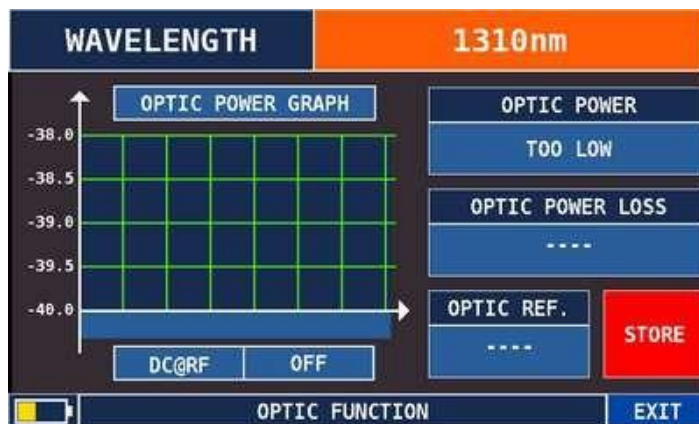 WAVELENGTH 1310nm
OPTIC POWER GRAPH
-38.0
-38.5
-39.0
-39.5
-40.0
DC@RF OFF
OPTIC POWER
TOO LOW
OPTIC POWER LOSS
----
OPTIC REF.
----
STORE
OPTIC FUNCTION
EXIT